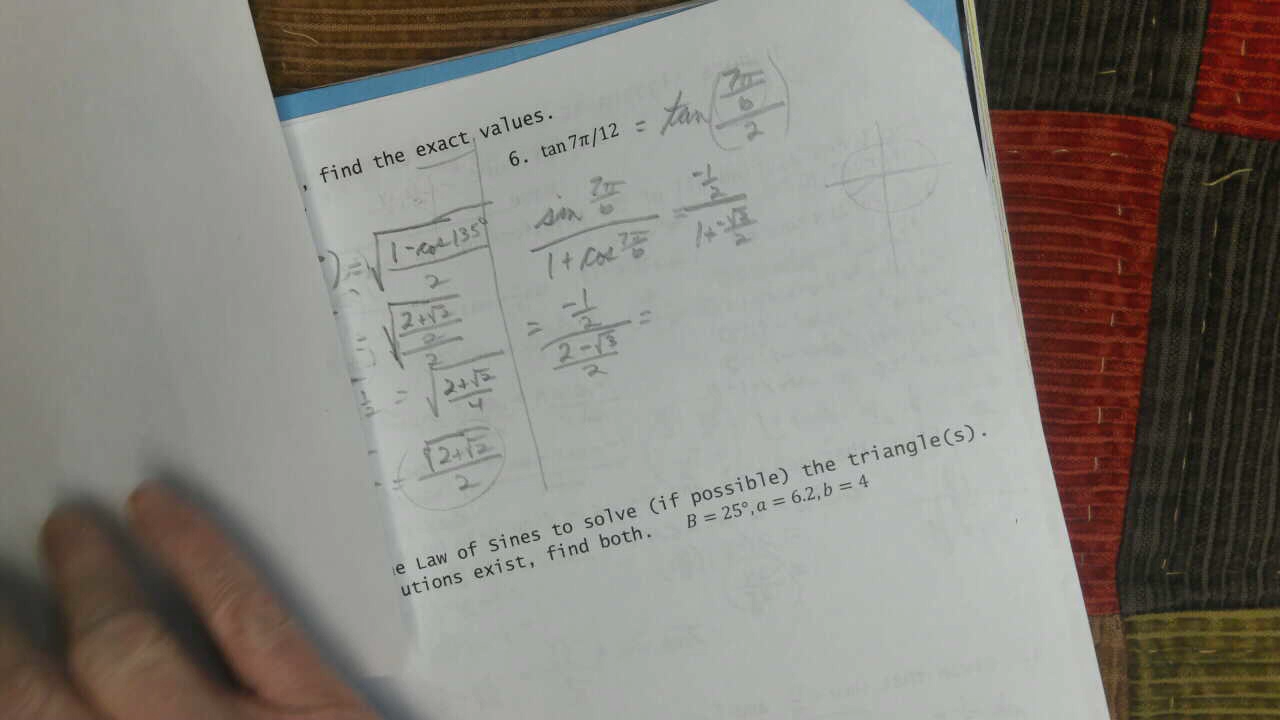 , find the exact values.
6. tan 7π/12 = tan((7π/6)/2)
) = √((1 - cos 135°)/2)
= √(((2+√2)/2)/2)
= √((2+√2)/4)
= √(2+√2)/2
(sin 7π/6)/(1 + cos 7π/6) = (-1/2)/(1 + -√3/2)
= (-1/2)/((2-√3)/2) =
e Law of Sines to solve (if possible) the triangle(s).
utions exist, find both. B = 25°, a = 6.2, b = 4